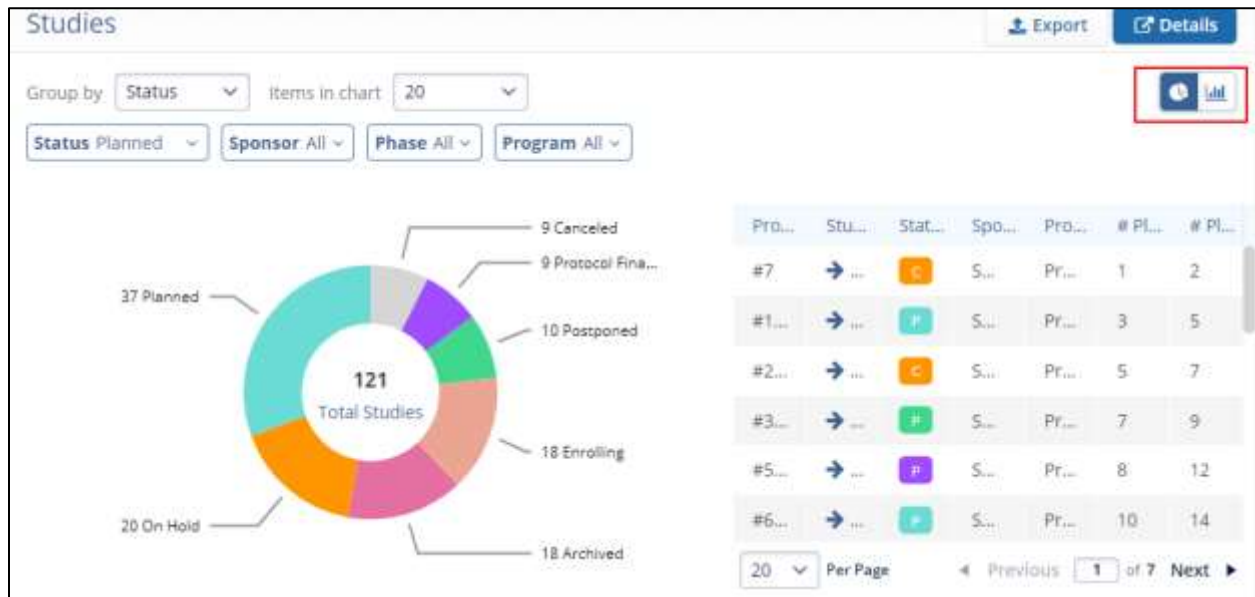 Studies
Export
Details
Group by Status Items in chart 20
Status Planned Sponsor All Phase All Program All
9 Canceled
9 Protocol Fina...
37 Planned
10 Postponed
121
Total Studies
18 Enrolling
20 On Hold
18 Archived
Pro... Stu... Stat... Spo... Pro... # Pl... # Pl...
#7 ... C S... Pr... 1 2
#1... ... P S... Pr... 3 5
#2... ... C S... Pr... 5 7
#3... ... P S... Pr... 7 9
#5... ... P S... Pr... 8 12
#6... ... P S... Pr... 10 14
20 Per Page Previous 1 of 7 Next